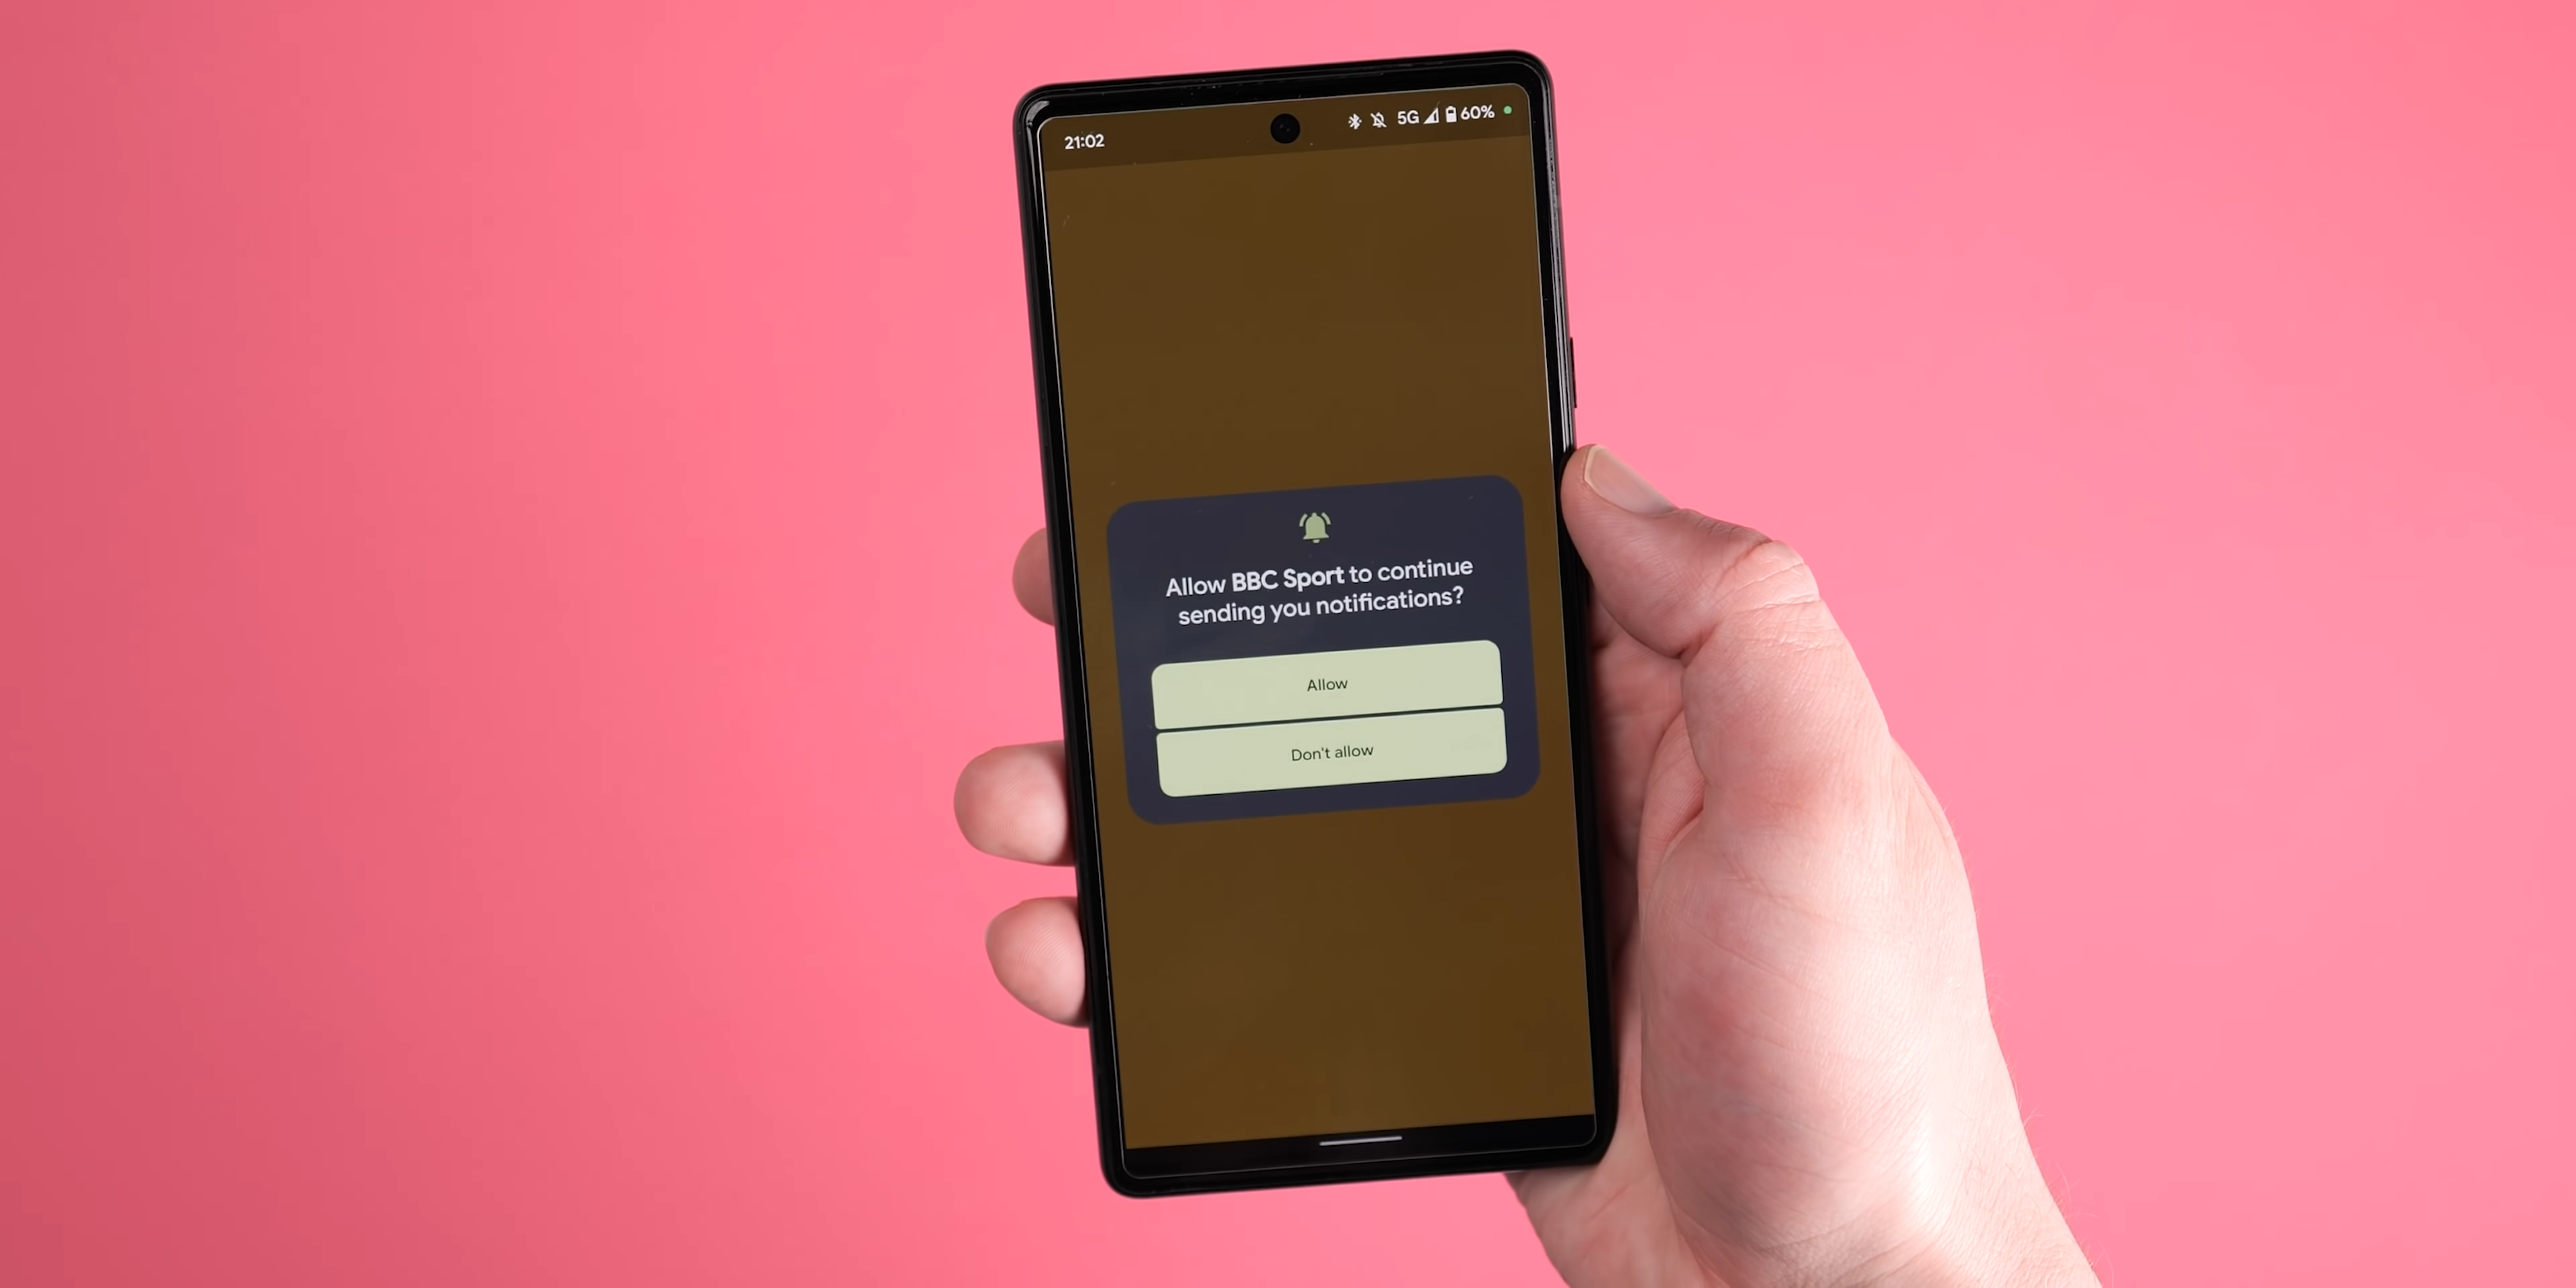 21:02 5G 60%
Allow BBC Sport to continue
sending you notifications?
Allow
Don't allow